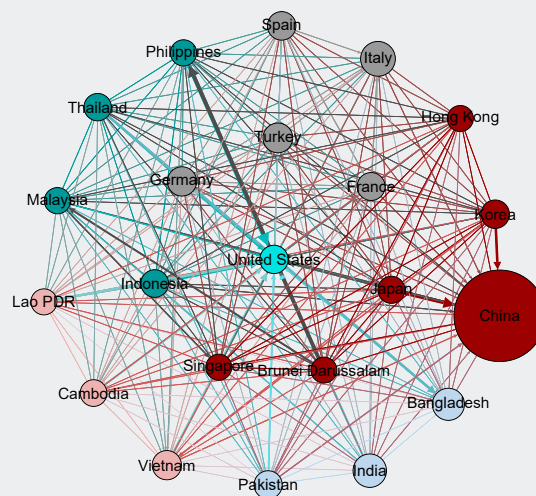 Spain
Philippines
Italy
Thailand
Hong Kong
Turkey
Germany
France
Malaysia
Korea
United States
Indonesia
Japan
Lao PDR
China
Singapore
Brunei Darussalam
Cambodia
Bangladesh
Vietnam
India
Pakistan